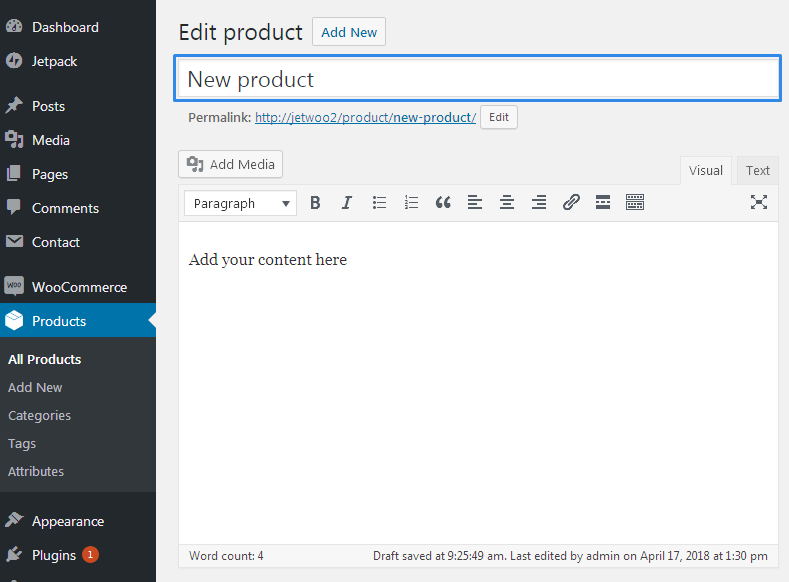 Dashboard
Jetpack
Posts
Media
Pages
Comments
Contact
WOO WooCommerce
Products
All Products
Add New
Categories
Tags
Attributes
Appearance
Plugins 1
Edit product Add New
New product
Permalink: http://jetwoo2/product/new-product/ Edit
Add Media
Visual Text
Paragraph B I
Add your content here
Word count: 4 Draft saved at 9:25:49 am. Last edited by admin on April 17, 2018 at 1:30 pm